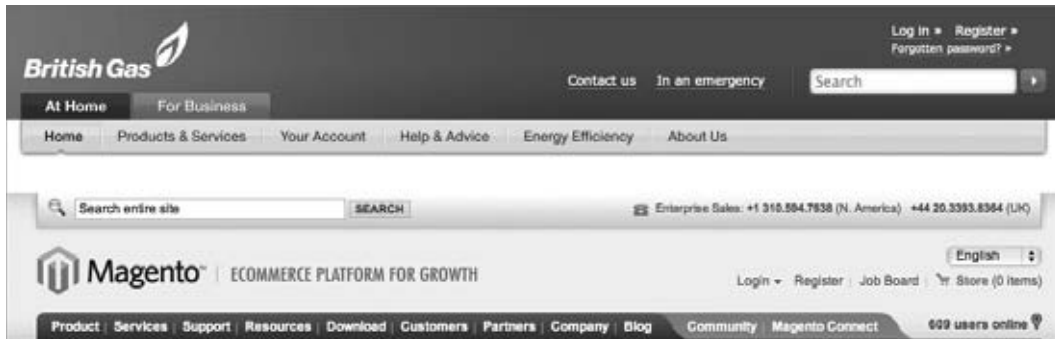 Log in » Register »
Forgotten password? »
British Gas
Contact us In an emergency Search
At Home For Business
Home Products & Services Your Account Help & Advice Energy Efficiency About Us
Search entire site SEARCH Enterprise Sales: +1 310.594.7638 (N. America) +44 20.3393.8364 (UK)
English
Magento™ ECOMMERCE PLATFORM FOR GROWTH
Login Register Job Board Store (0 items)
Product Services Support Resources Download Customers Partners Company Blog Community Magento Connect 609 users online